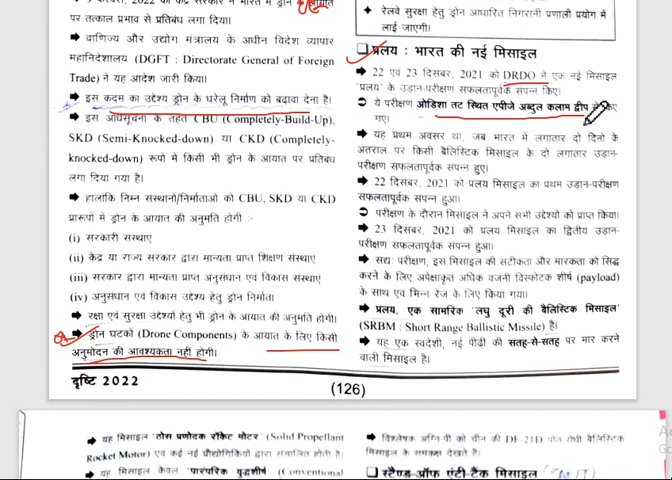 पर तत्काल प्रभाव से प्रतिबंध लगा दिया।
➡ वाणिज्य और उद्योग मंत्रालय के अधीन विदेश व्यापार
महानिदेशालय (DGFT : Directorate General of Foreign
Trade) ने यह आदेश जारी किया।
➡ इस कदम का उद्देश्य ड्रोन के घरेलू निर्माण को बढ़ावा देना है।
➡ इस अधिसूचना के तहत CBU (Completely-Build-Up),
SKD (Semi-Knocked-down) या CKD (Completely-
knocked-down) रूपों में किसी भी ड्रोन के आयात पर प्रतिबंध
लगा दिया गया है।
➡ हालांकि निम्न संस्थानों/निर्माताओं को CBU, SKD या CKD
प्रारूपों में ड्रोन के आयात की अनुमति होगी :-
(i) सरकारी संस्थाएं
(ii) केंद्र या राज्य सरकार द्वारा मान्यता प्राप्त शिक्षण संस्थाएं
(iii) सरकार द्वारा मान्यता प्राप्त अनुसंधान एवं विकास संस्थाएं
(iv) अनुसंधान एवं विकास उद्देश्य हेतु ड्रोन निर्माता
➡ रक्षा एवं सुरक्षा उद्देश्यों हेतु भी ड्रोन के आयात की अनुमति होगी।
➡ ड्रोन घटकों (Drone Components) के आयात के लिए किसी
अनुमोदन की आवश्यकता नहीं होगी।
♦ रेलवे सुरक्षा हेतु ड्रोन आधारित निगरानी प्रणाली प्रयोग में
लाई जाएगी।
❑ प्रलय : भारत की नई मिसाइल
➡ 22 एवं 23 दिसंबर, 2021 को DRDO ने एक नई मिसाइल
'प्रलय' के उड़ान-परीक्षण सफलतापूर्वक संपन्न किए।
➲ ये परीक्षण ओडिशा तट स्थित एपीजे अब्दुल कलाम द्वीप
गए।
➡ यह प्रथम अवसर था, जब भारत में लगातार दो दिनों के
अंतराल पर किसी बैलिस्टिक मिसाइल के दो लगातार उड़ान-
परीक्षण सफलतापूर्वक संपन्न हुए।
➡ 22 दिसंबर, 2021 को प्रलय मिसाइल का प्रथम उड़ान-परीक्षण
सफलतापूर्वक संपन्न हुआ।
➲ परीक्षण के दौरान मिसाइल ने अपने सभी उद्देश्यों को प्राप्त किया।
➡ 23 दिसंबर, 2021 को प्रलय मिसाइल का द्वितीय उड़ान-
परीक्षण सफलतापूर्वक संपन्न हुआ।
➡ सद्यः परीक्षण, इस मिसाइल की सटीकता और मारकता को सिद्ध
करने के लिए अपेक्षाकृत अधिक वजनी विस्फोटक शीर्ष (payload)
के साथ एवं भिन्न रेंज के लिए किया गया।
➡ प्रलय, एक सामरिक 'लघु दूरी की बैलिस्टिक मिसाइल'
(SRBM : Short Range Ballistic Missile) है।
➡ यह एक स्वदेशी, नई पीढ़ी की सतह-से-सतह पर मार करने
वाली मिसाइल है।
दृष्टि 2022
(126)
➡ यह मिसाइल 'ठोस प्रणोदक रॉकेट मोटर' (Solid Propellant
Rocket Motor) एवं कई नई प्रौद्योगिकियों द्वारा संचालित होती है।
➡ यह मिसाइल केवल 'पारंपरिक युद्धशीर्ष' (Conventional
➡ विश्लेषक अग्नि-पी को चीन की DF-21D पोत रोधी बैलिस्टिक
मिसाइल के समकक्ष देखते हैं।
❑ स्टैण्ड-ऑफ एंटी-टैंक मिसाइल